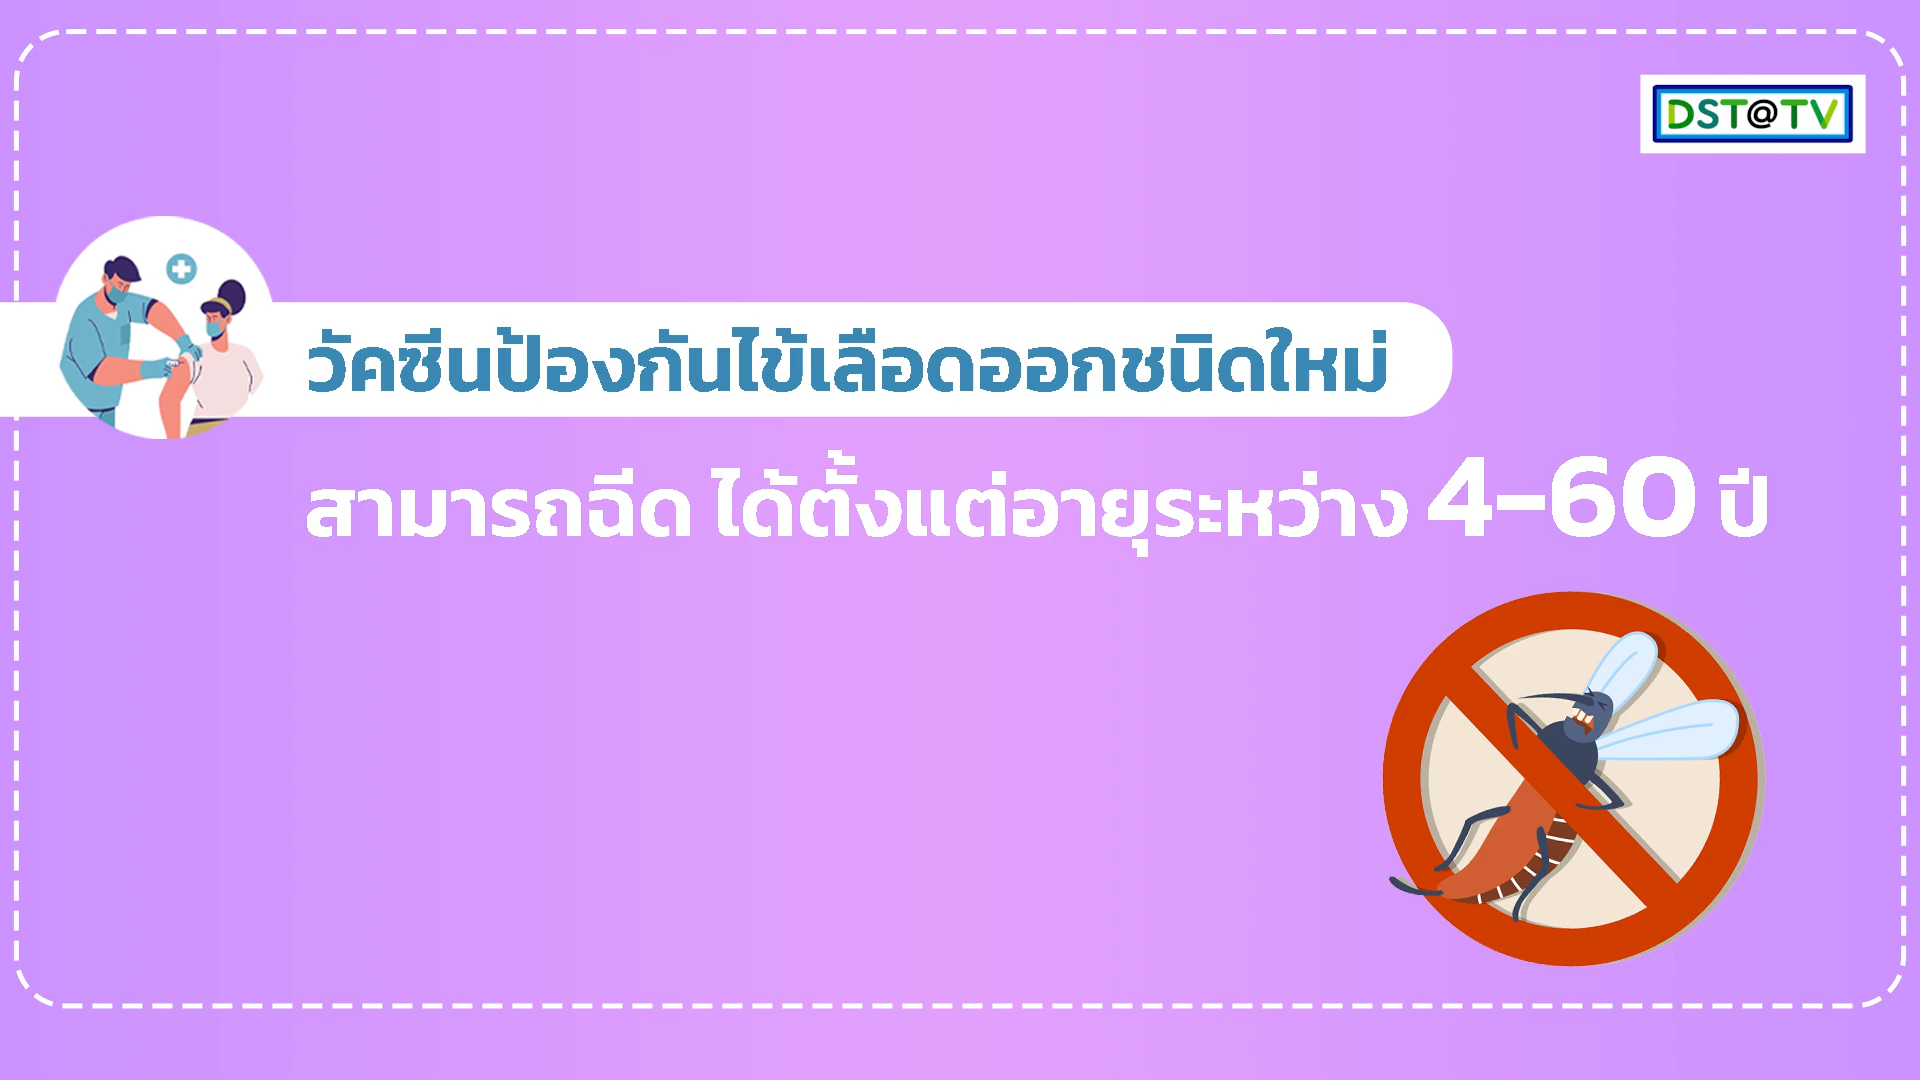 DST@TV
วัคซีนป้องกันไข้เลือดออกชนิดใหม่
สามารถฉีด ได้ตั้งแต่อายุระหว่าง 4-60 ปี